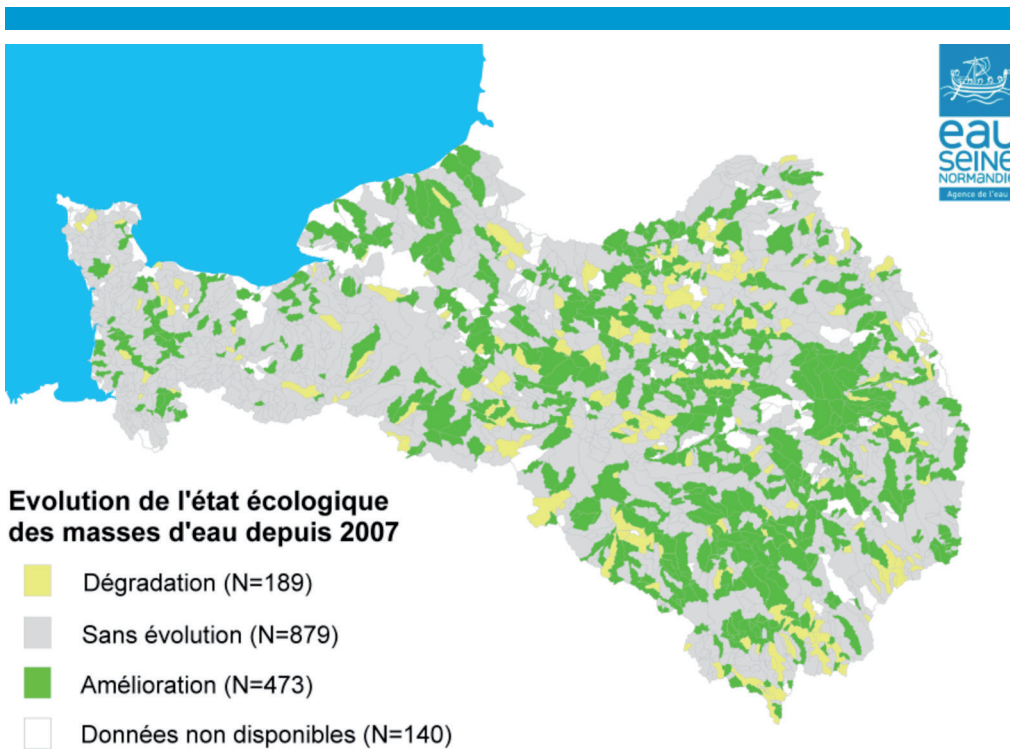 eau
SEINE
NORMANDIE
Agence de l'eau
Evolution de l'état écologique
des masses d'eau depuis 2007
Dégradation (N=189)
Sans évolution (N=879)
Amélioration (N=473)
Données non disponibles (N=140)